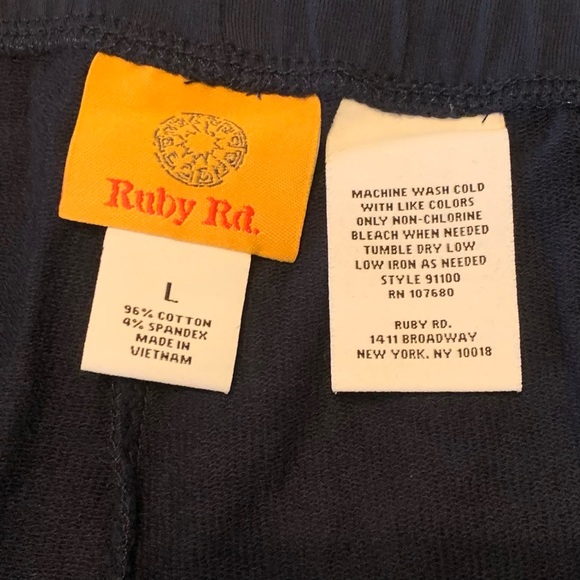 Ruby Rd.
L
96% COTTON
4% SPANDEX
MADE IN
VIETNAM
MACHINE WASH COLD
WITH LIKE COLORS
ONLY NON-CHLORINE
BLEACH WHEN NEEDED
TUMBLE DRY LOW
LOW IRON AS NEEDED
STYLE 91100
RN 107680
RUBY RD.
1411 BROADWAY
NEW YORK, NY 10018